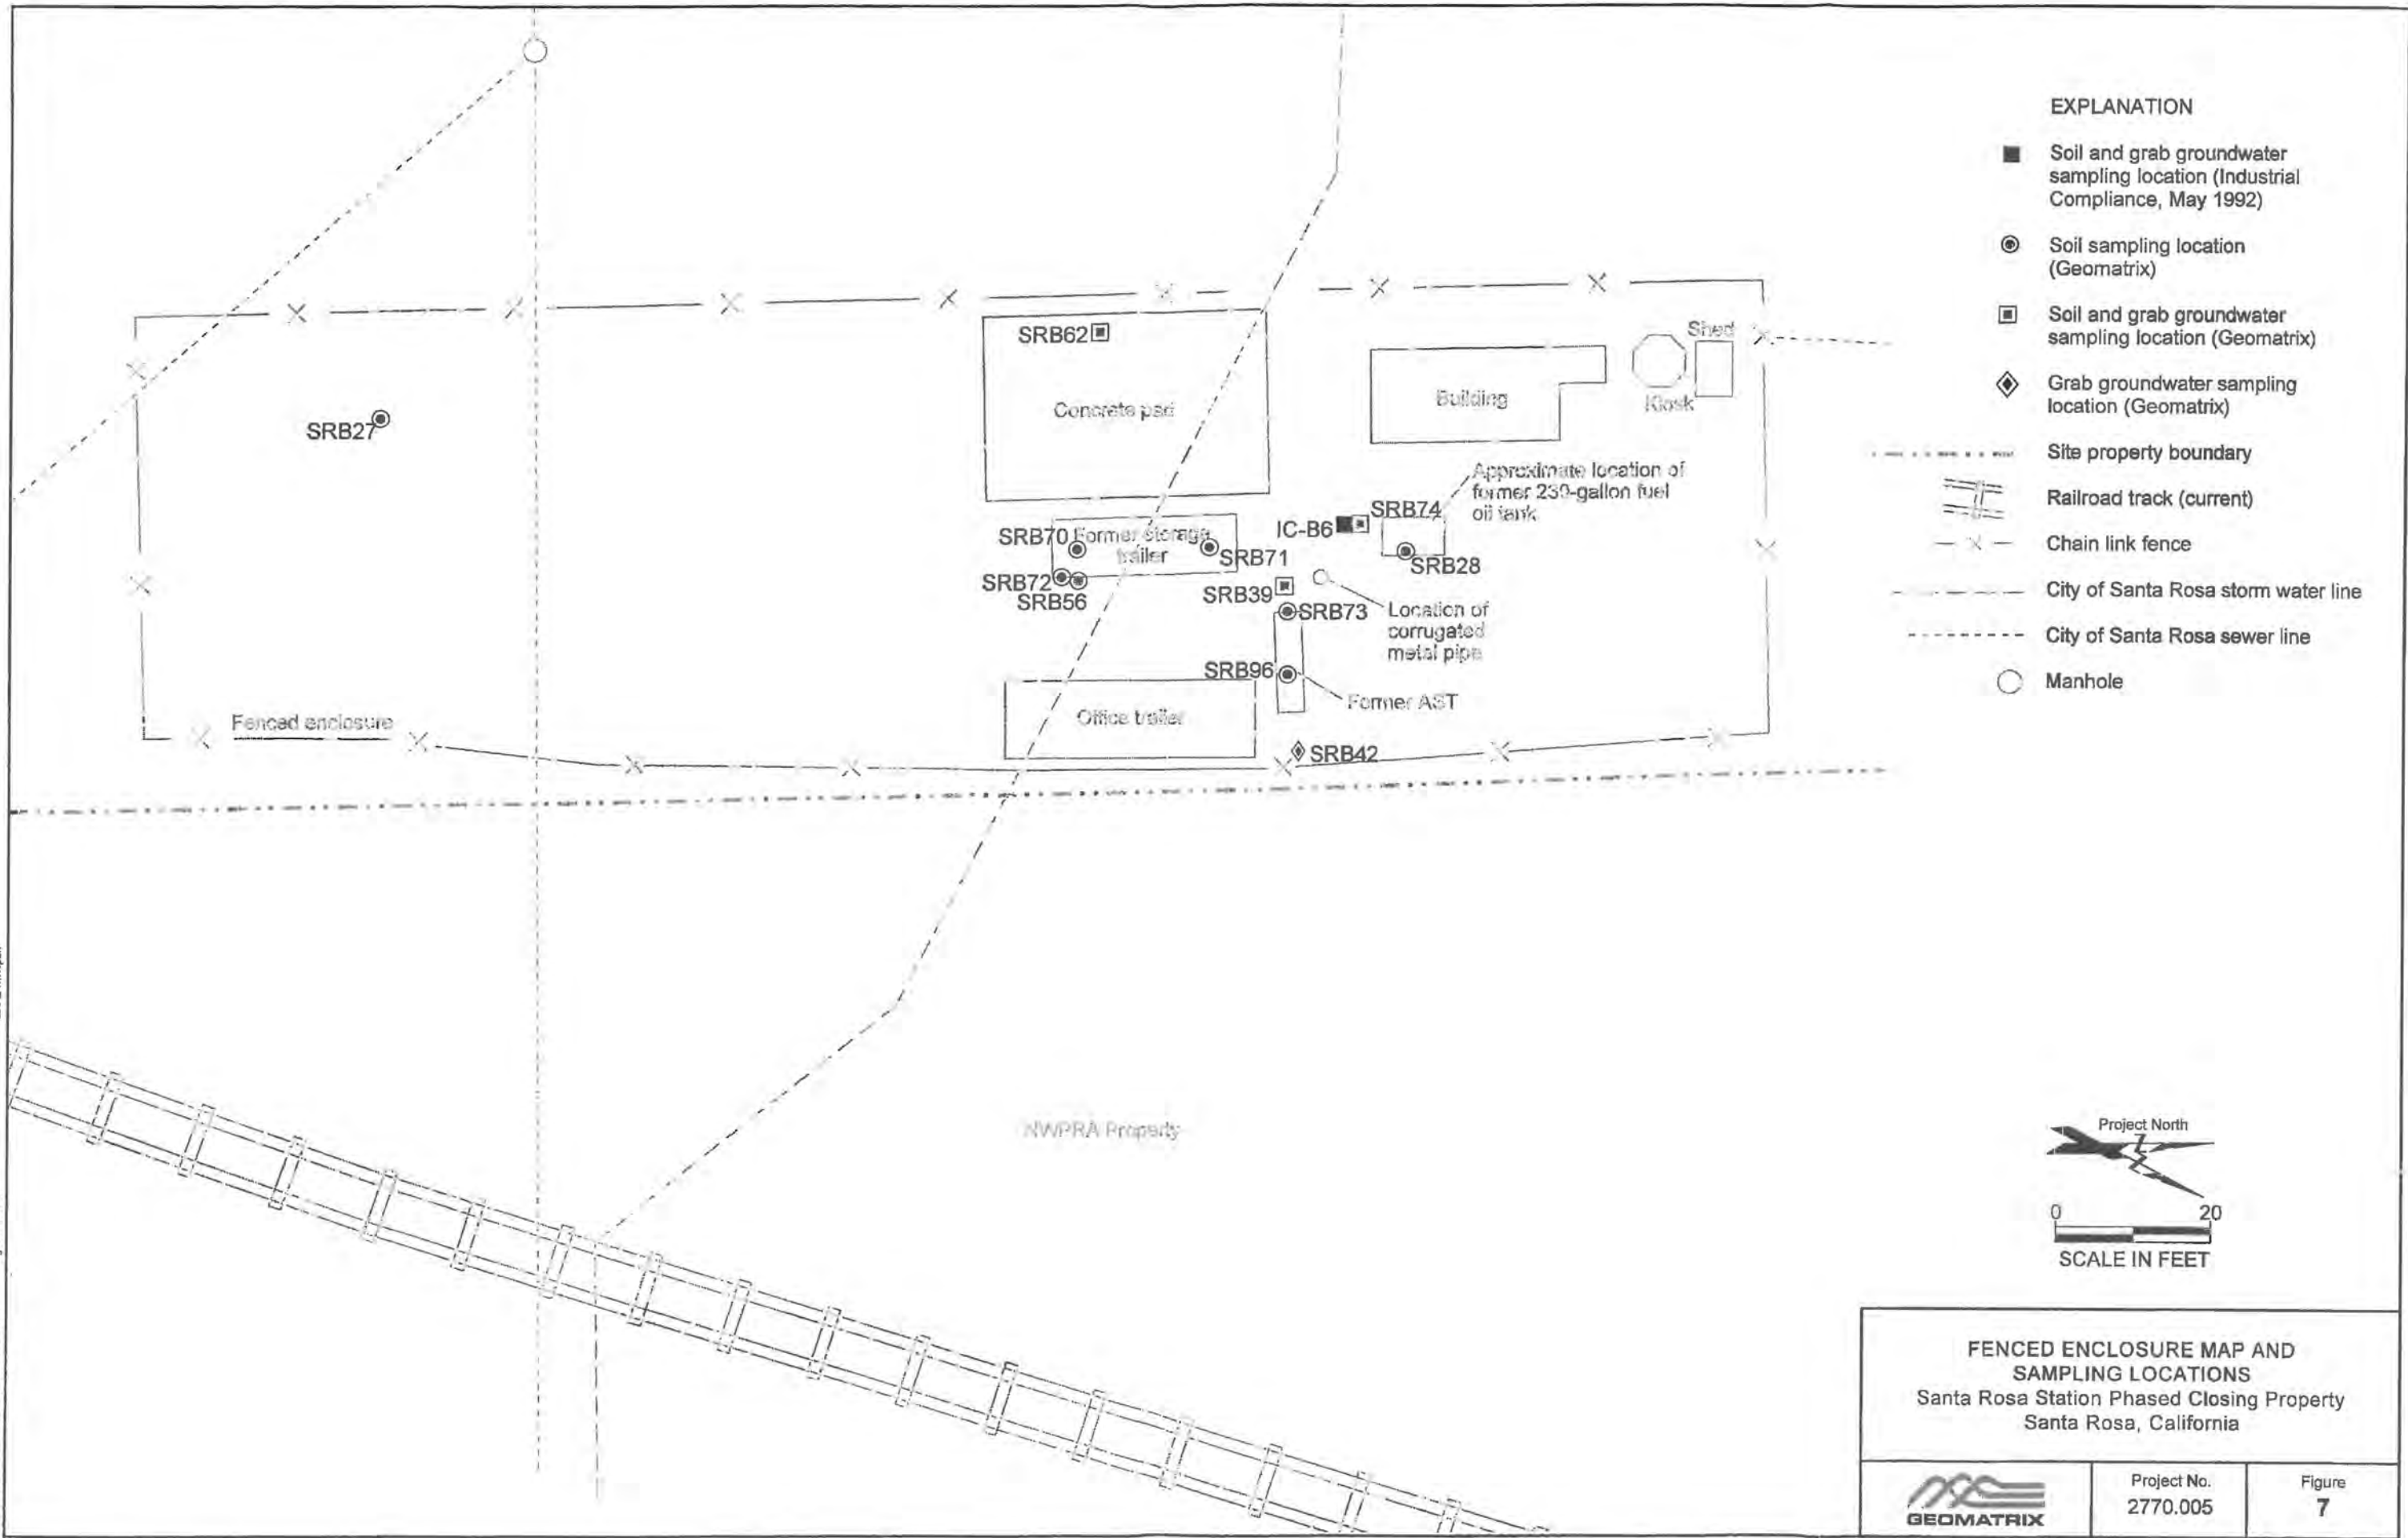 EXPLANATION
Soil and grab groundwater
sampling location (Industrial
Compliance, May 1992)
Soil sampling location
(Geomatrix)
Soil and grab groundwater
sampling location (Geomatrix)
Grab groundwater sampling
location (Geomatrix)
Site property boundary
Railroad track (current)
Chain link fence
City of Santa Rosa storm water line
City of Santa Rosa sewer line
Manhole
SRB62
Concrete pad
Building
Shed
Kiosk
SRB27
Approximate location of
former 230-gallon fuel
oil tank
SRB74
IC-B6
SRB28
SRB70
Former storage
trailer
SRB71
SRB72
SRB56
SRB39
SRB73
Location of
corrugated
metal pipe
SRB96
Former AST
Office trailer
SRB42
Fenced enclosure
NWPRA Property
Project North
0 20
SCALE IN FEET
FENCED ENCLOSURE MAP AND
SAMPLING LOCATIONS
Santa Rosa Station Phased Closing Property
Santa Rosa, California
GEOMATRIX
Project No.
2770.005
Figure
7